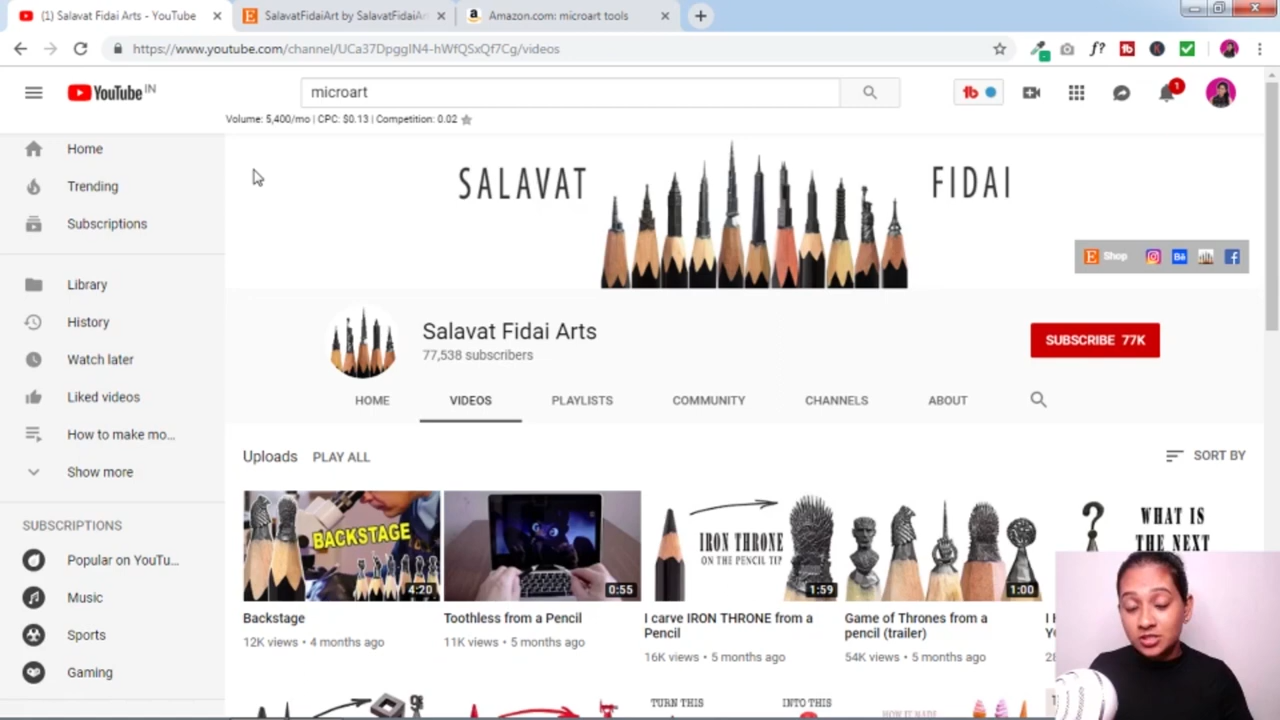 (1) Salavat Fidai Arts - YouTube
SalavatFidaiArt by SalavatFidaiAr
Amazon.com: microart tools
https://www.youtube.com/channel/UCa37DpggIN4-hWfQSxQf7Cg/videos
f?
YouTube IN
microart
1
Volume: 5,400/mo | CPC: $0.13 | Competition: 0.02
Home
Trending
Subscriptions
Library
History
Watch later
Liked videos
How to make mo...
Show more
SUBSCRIPTIONS
Popular on YouTu...
Music
Sports
Gaming
SALAVAT FIDAI
Shop
Salavat Fidai Arts
77,538 subscribers
SUBSCRIBE 77K
HOME VIDEOS PLAYLISTS COMMUNITY CHANNELS ABOUT
Uploads PLAY ALL
SORT BY
BACKSTAGE
4:20
0:55
IRON THRONE
ON THE PENCIL TIP
1:59
1:00
WHAT IS
THE NEXT
Backstage
12K views • 4 months ago
Toothless from a Pencil
11K views • 5 months ago
I carve IRON THRONE from a
Pencil
16K views • 5 months ago
Game of Thrones from a
pencil (trailer)
54K views • 5 months ago
TURN THIS INTO THIS
HOW IT MADE